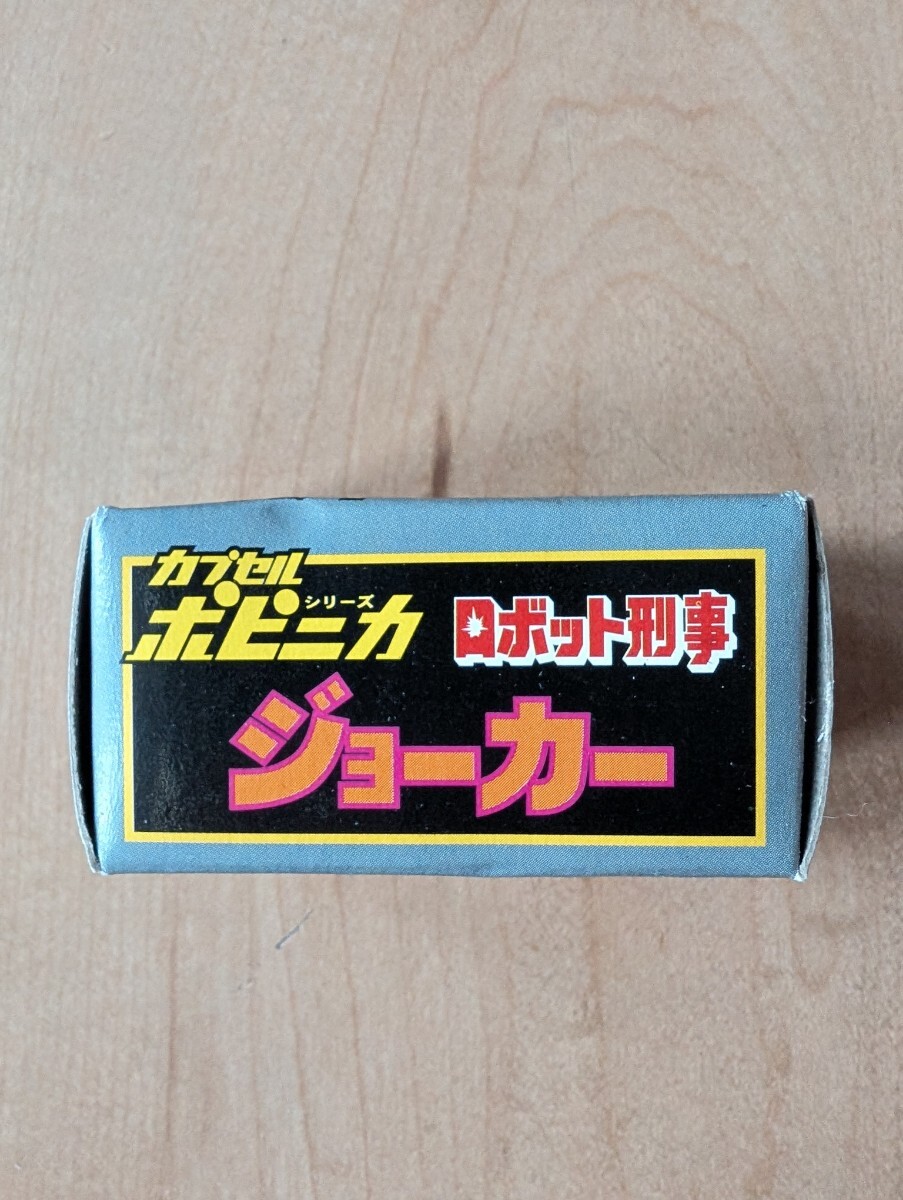 カプセル
ポピニカ シリーズ
ロボット刑事
ジョーカー